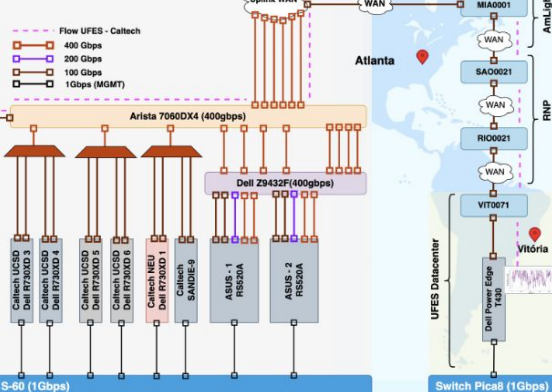 Uplink WAN
WAN
MIA0001
AmLight
Flow UFES - Caltech
400 Gbps
200 Gbps
100 Gbps
1Gbps (MGMT)
WAN
Atlanta
SAO0021
Arista 7060DX4 (400gbps)
WAN
RNP
RIO0021
WAN
Dell Z9432F(400gbps)
VIT0071
Vitória
UFES Datacenter
Caltech UCSD
Dell R730XD 3
Caltech UCSD
Dell R730XD 4
Caltech UCSD
Dell R730XD 5
Caltech UCSD
Dell R730XD 6
Caltech NEU
Dell R730XD 1
Caltech
SANDIE-9
ASUS - 1
RS520A
ASUS - 2
RS520A
Dell Power Edge
T430
S-60 (1Gbps)
Switch Pica8 (1Gbps)